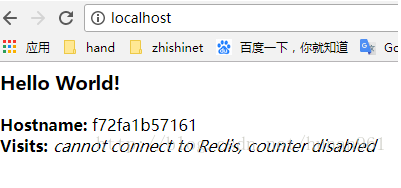 localhost
应用 hand zhishinet 百度一下，你就知道 Go
Hello World!
Hostname: f72fa1b57161
Visits: cannot connect to Redis, counter disabled